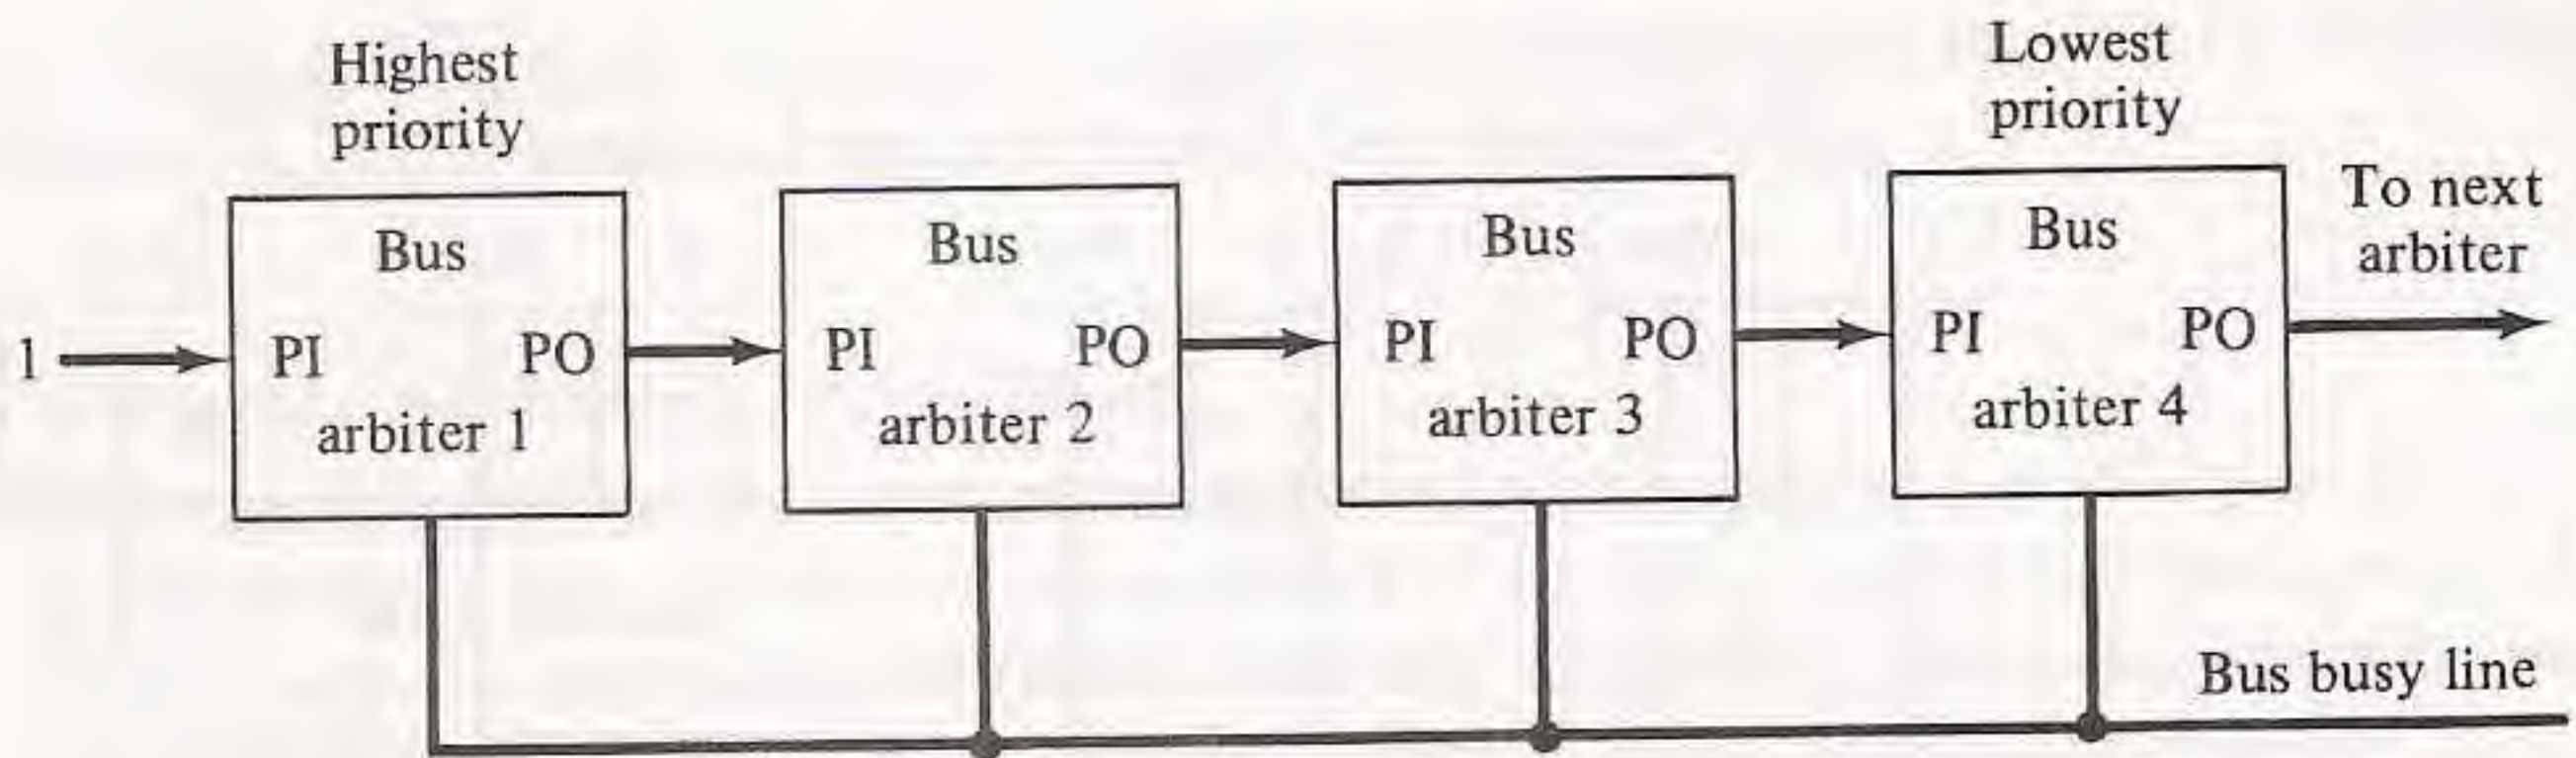 Highest
priority
Lowest
priority
Bus
PI PO
arbiter 1
Bus
PI PO
arbiter 2
Bus
PI PO
arbiter 3
Bus
PI PO
arbiter 4
1
To next
arbiter
Bus busy line